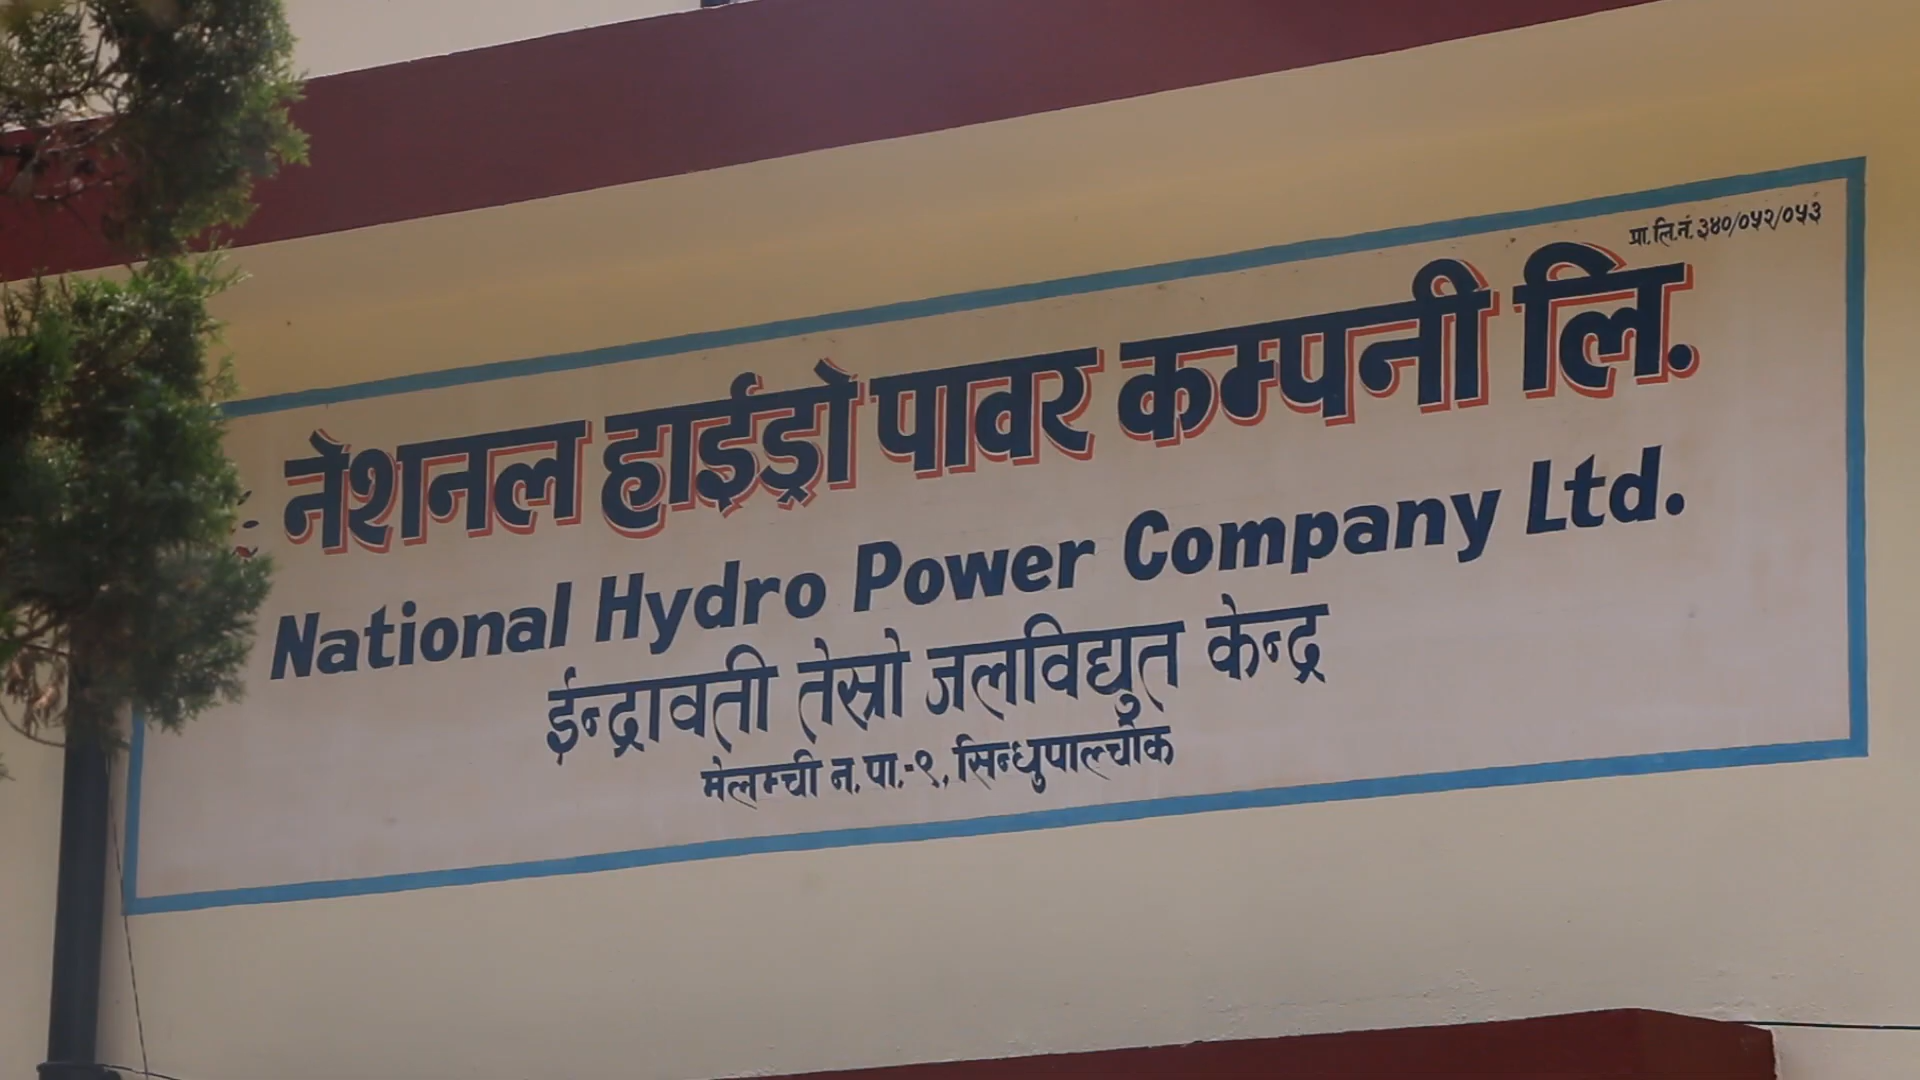 प्रा.लि.नं. ३४०/०५२/०५३
नेशनल हाईड्रो पावर कम्पनी लि.
National Hydro Power Company Ltd.
ईन्द्रावती तेस्रो जलविद्युत केन्द्र
मेलम्ची न.पा.-९, सिन्धुपाल्चोक